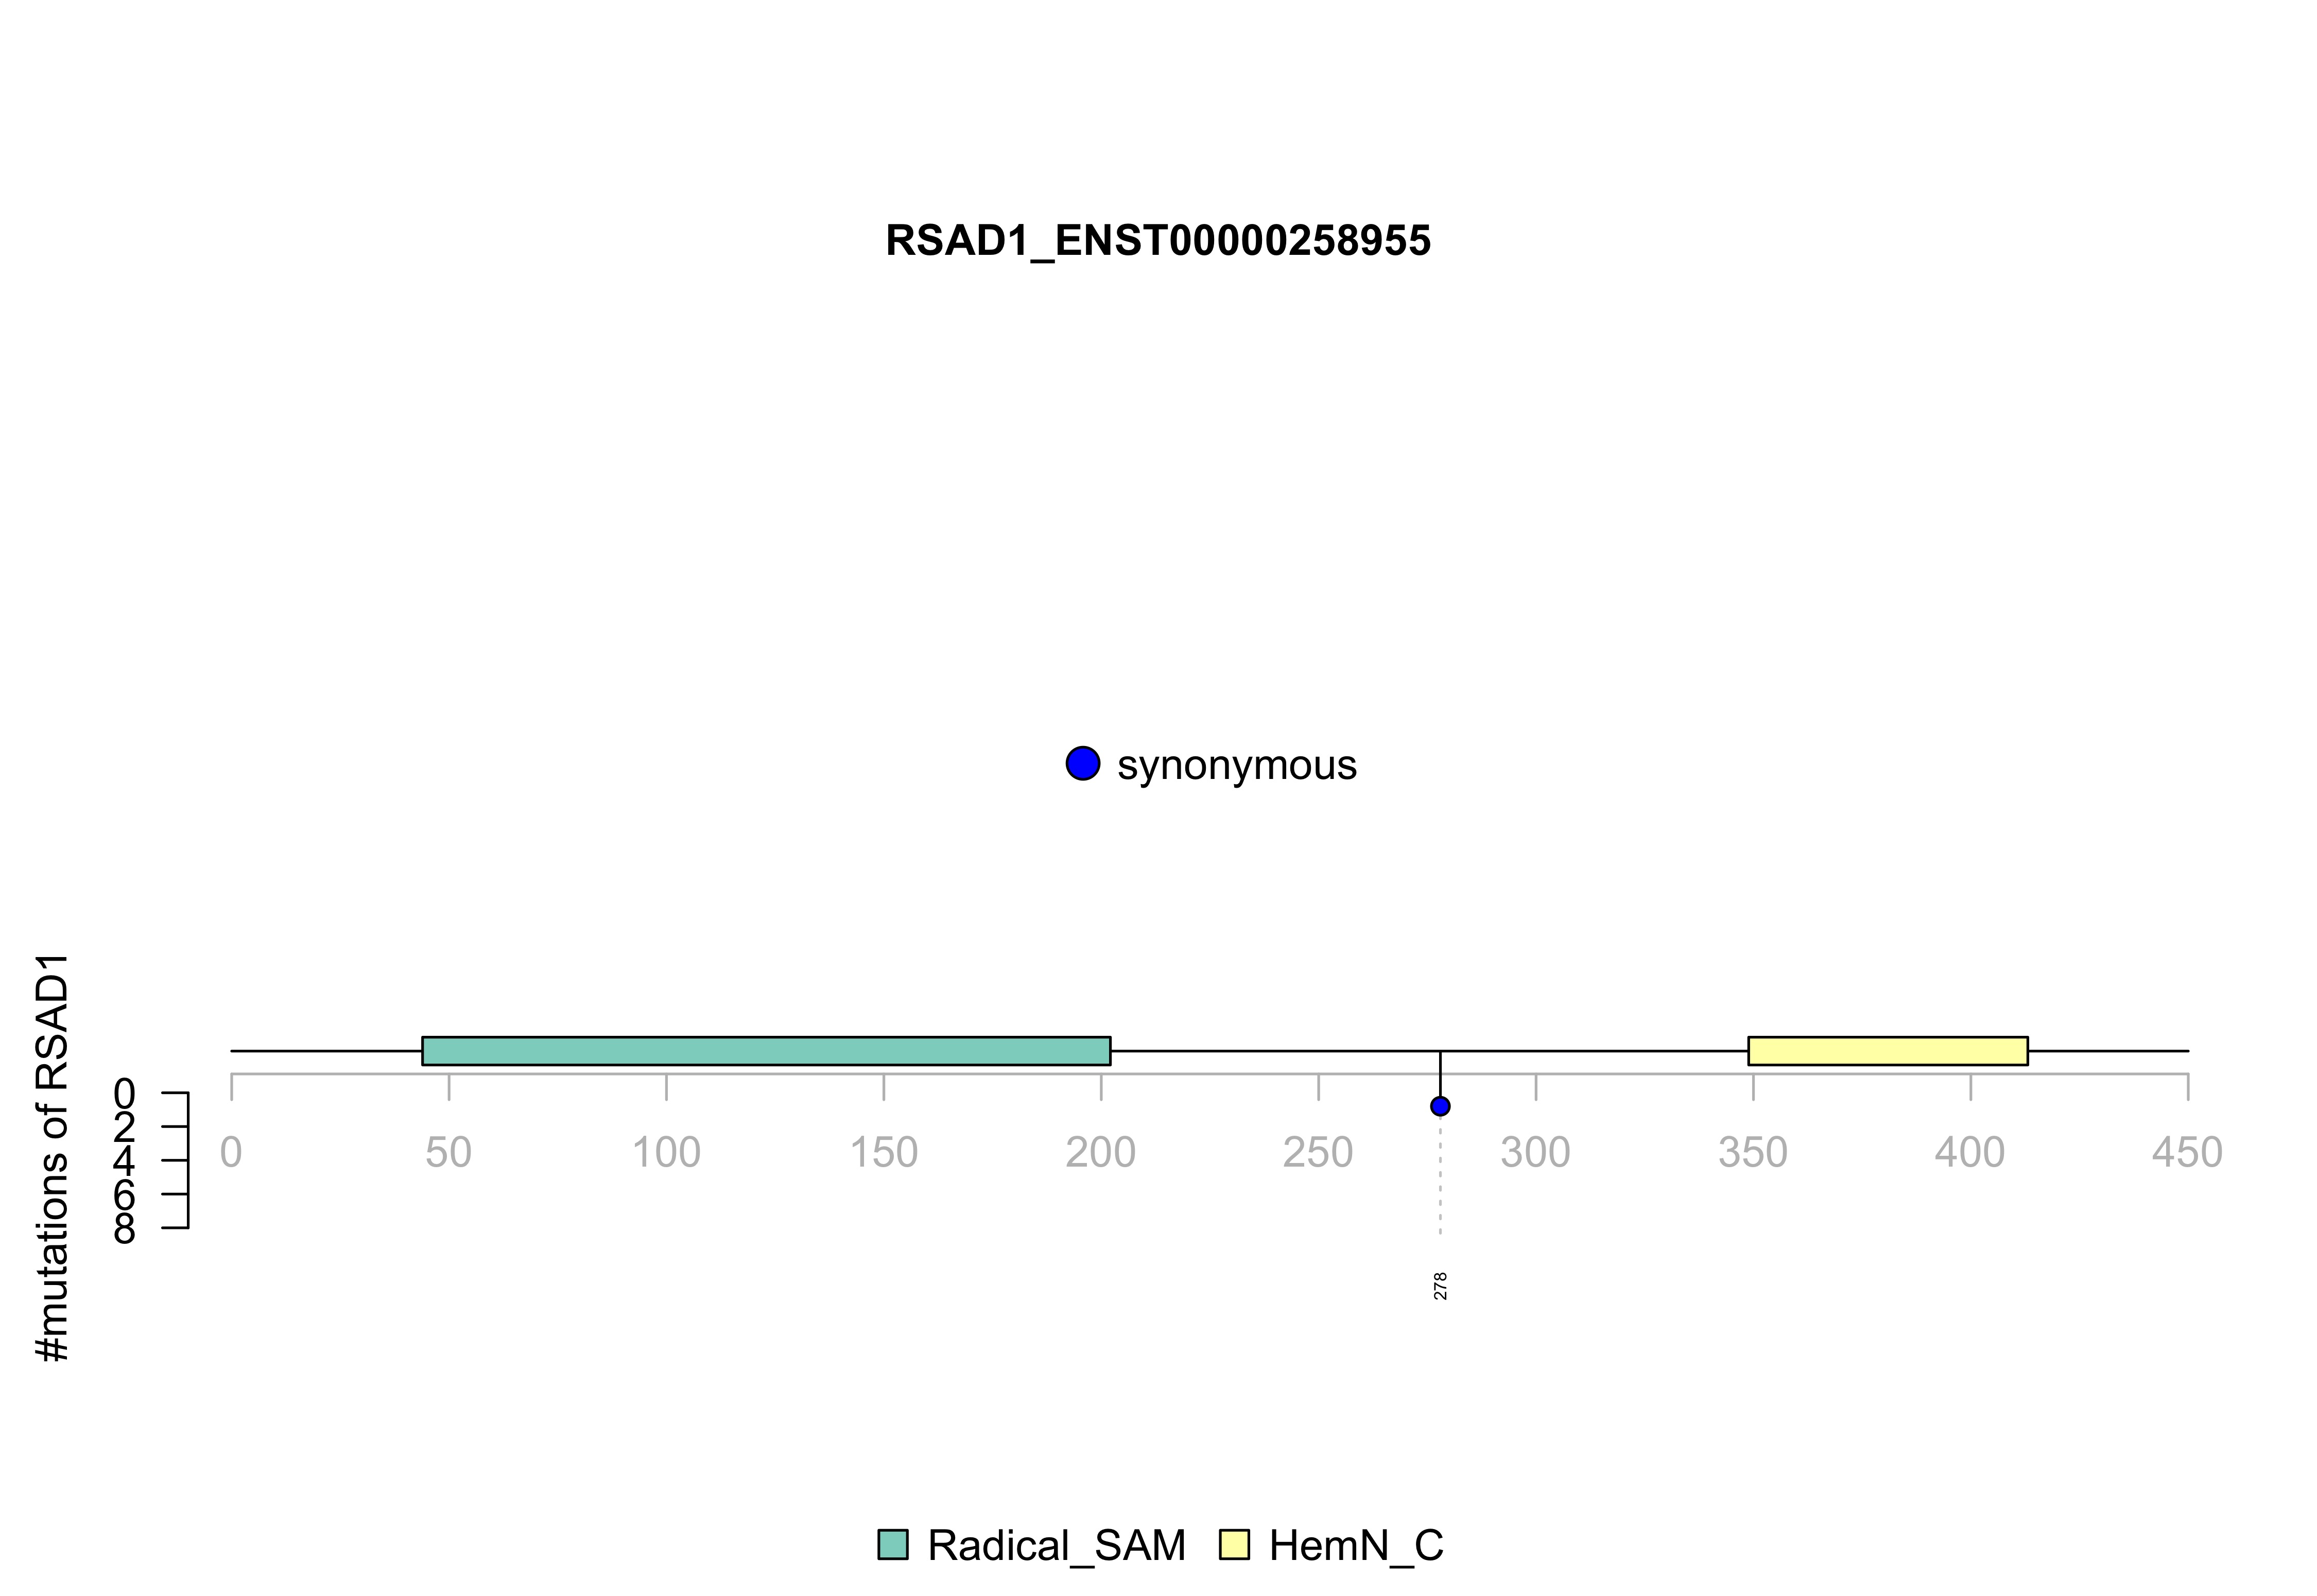 RSAD1_ENST00000258955
synonymous
#mutations of RSAD1
0
2
4
6
8
0 50 100 150 200 250 300 350 400 450
278
Radical_SAM HemN_C